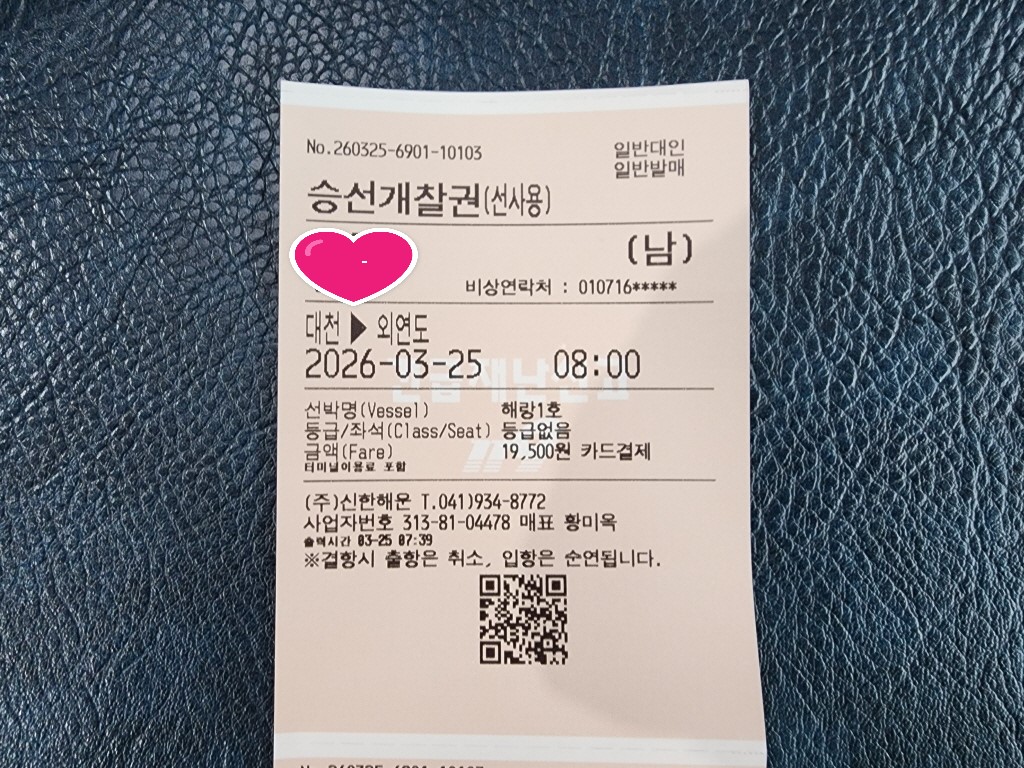 No.260325-6901-10103
일반대인
일반발매
승선개찰권(선사용)
(남)
비상연락처 : 010716*****
대천 ▶ 외연도
2026-03-25 08:00
선박명(Vessel) 해랑1호
등급/좌석(Class/Seat) 등급없음
금액(Fare) 19,500원 카드결제
터미널이용료 포함
(주)신한해운 T.041)934-8772
사업자번호 313-81-04478 매표 황미옥
출력시간 03-25 07:39
※결항시 출항은 취소, 입항은 순연됩니다.